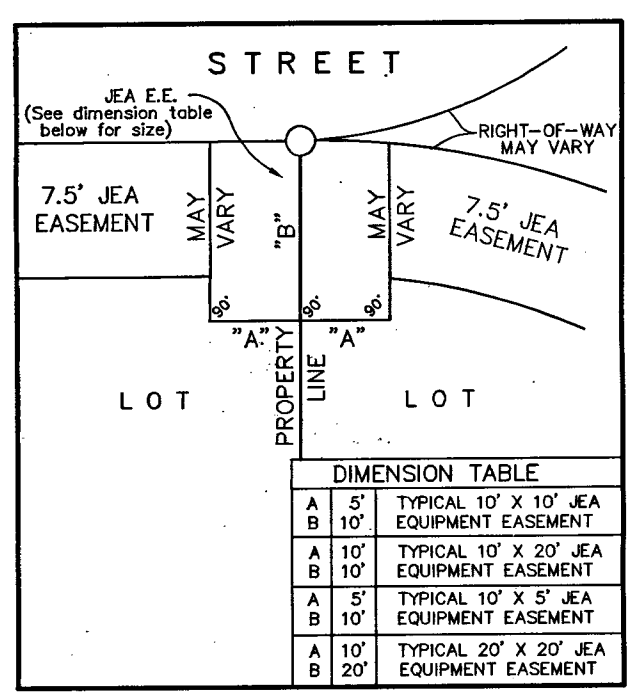 STREET
JEA E.E.
(See dimension table
below for size)
RIGHT-OF-WAY
MAY VARY
7.5' JEA
EASEMENT
MAY
VARY
"B"
MAY
VARY
7.5' JEA
EASEMENT
90°
90°
90°
"A"
"A"
PROPERTY
LINE
LOT
LOT
DIMENSION TABLE
A 5' TYPICAL 10' X 10' JEA
B 10' EQUIPMENT EASEMENT
A 10' TYPICAL 10' X 20' JEA
B 10' EQUIPMENT EASEMENT
A 5' TYPICAL 10' X 5' JEA
B 10' EQUIPMENT EASEMENT
A 10' TYPICAL 20' X 20' JEA
B 20' EQUIPMENT EASEMENT